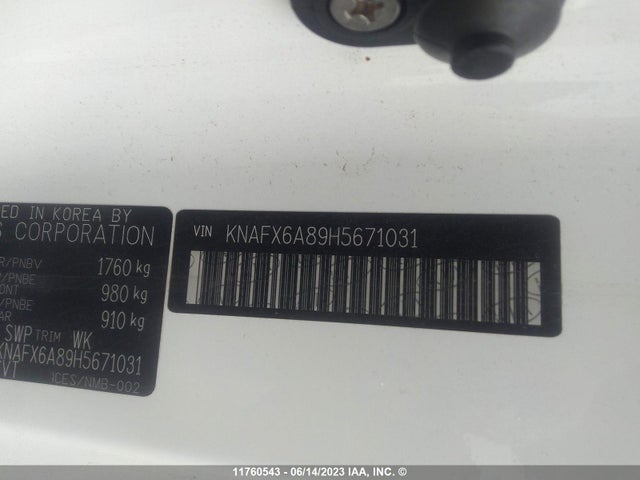 ED IN KOREA BY
S CORPORATION
R/PNBV 1760 kg
/PNBE
ONT 980 kg
/PNBE
AR 910 kg
SWP TRIM WK
KNAFX6A89H5671031
ICES/NMB-002
VIN KNAFX6A89H5671031
11760543 - 06/14/2023 IAA, INC. ©